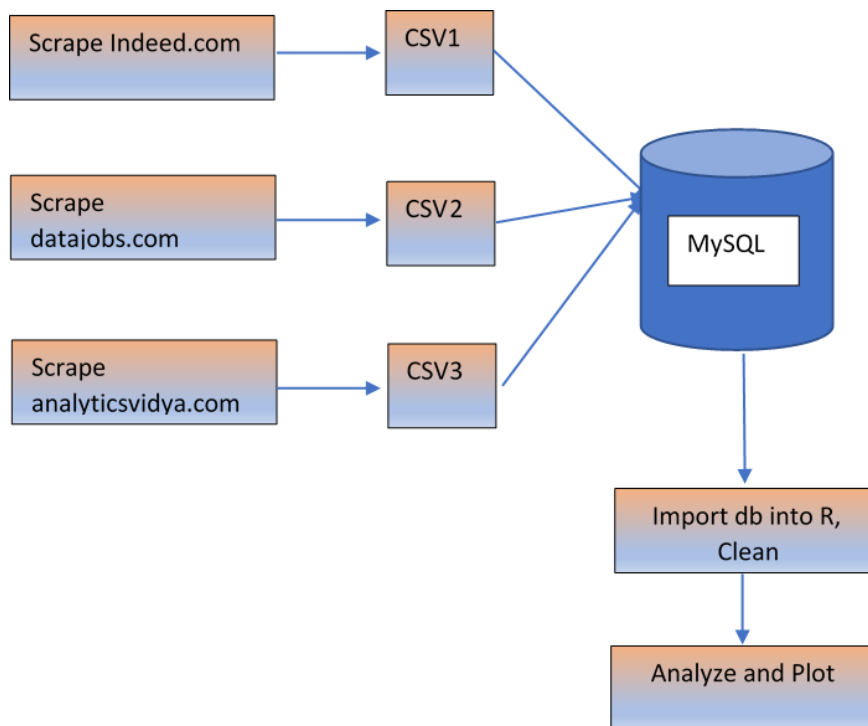 Scrape Indeed.com
CSV1
Scrape
datajobs.com
CSV2
MySQL
Scrape
analyticsvidya.com
CSV3
Import db into R,
Clean
Analyze and Plot